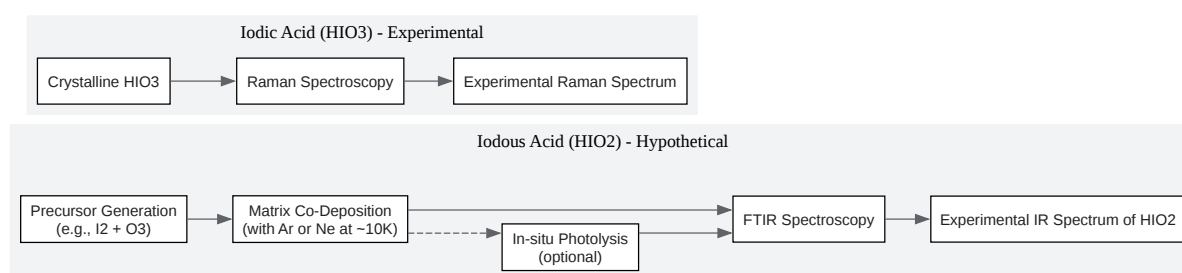 Iodic Acid (HIO3) - Experimental
Crystalline HIO3
Raman Spectroscopy
Experimental Raman Spectrum
Iodous Acid (HIO2) - Hypothetical
Precursor Generation
(e.g., I2 + O3)
Matrix Co-Deposition
(with Ar or Ne at ~10K)
In-situ Photolysis
(optional)
FTIR Spectroscopy
Experimental IR Spectrum of HIO2